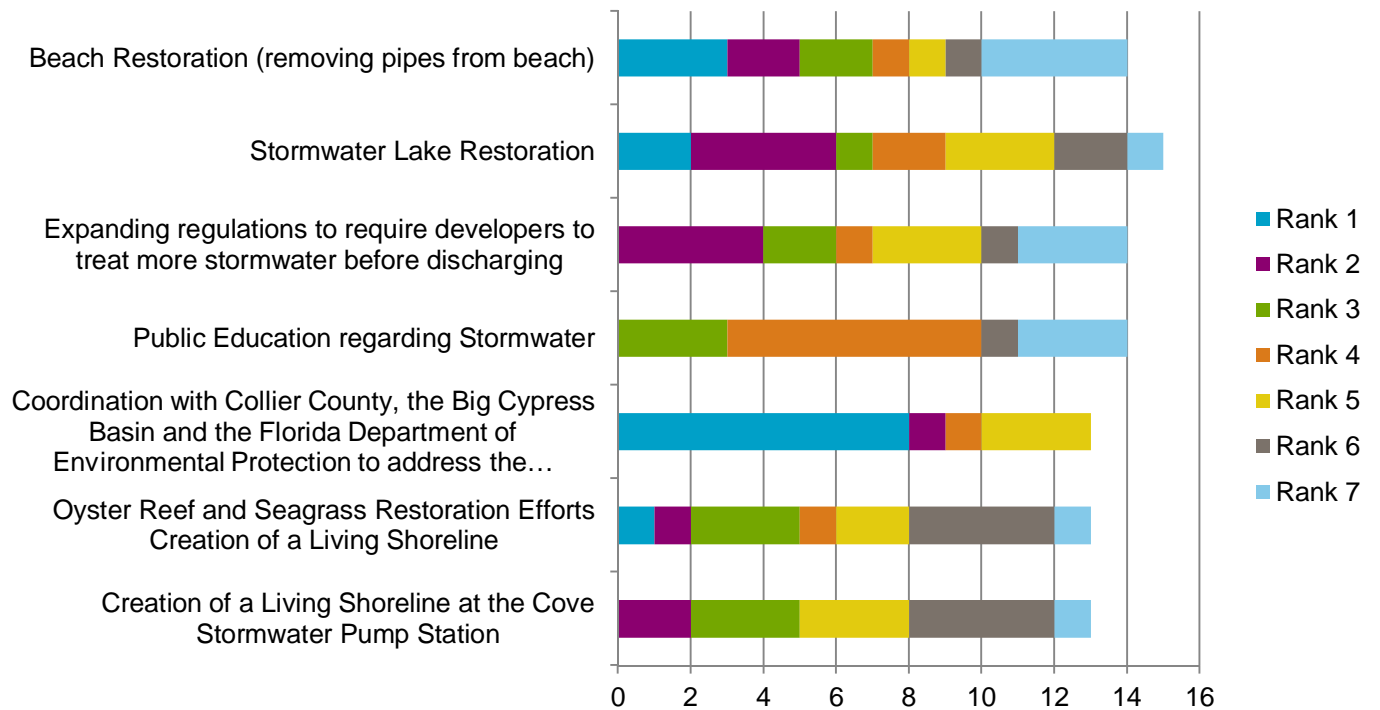 Beach Restoration (removing pipes from beach)
Stormwater Lake Restoration
Expanding regulations to require developers to
treat more stormwater before discharging
Public Education regarding Stormwater
Coordination with Collier County, the Big Cypress
Basin and the Florida Department of
Environmental Protection to address the…
Oyster Reef and Seagrass Restoration Efforts
Creation of a Living Shoreline
Creation of a Living Shoreline at the Cove
Stormwater Pump Station
0 2 4 6 8 10 12 14 16
Rank 1
Rank 2
Rank 3
Rank 4
Rank 5
Rank 6
Rank 7